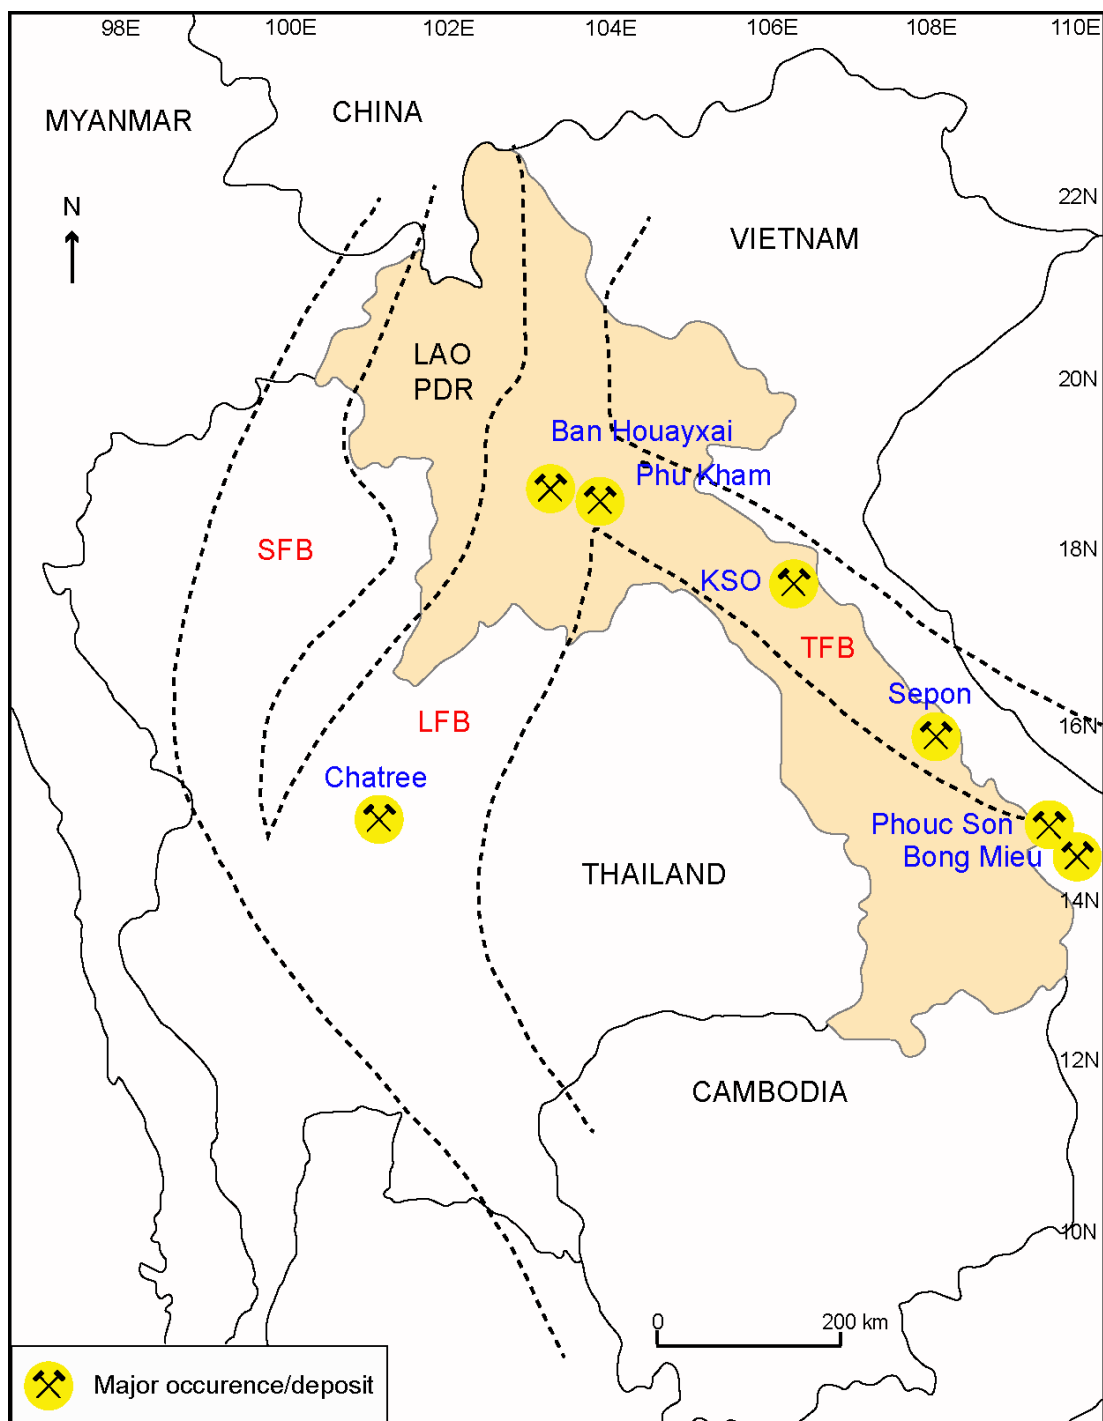 98E 100E 102E 104E 106E 108E 110E
CHINA
MYANMAR
22N
N
VIETNAM
LAO
PDR
20N
Ban Houayxai
Phu Kham
SFB
18N
KSO
TFB
Sepon
LFB
16N
Chatree
Phouc Son
Bong Mieu
THAILAND
14N
12N
CAMBODIA
10N
0 200 km
Major occurence/deposit